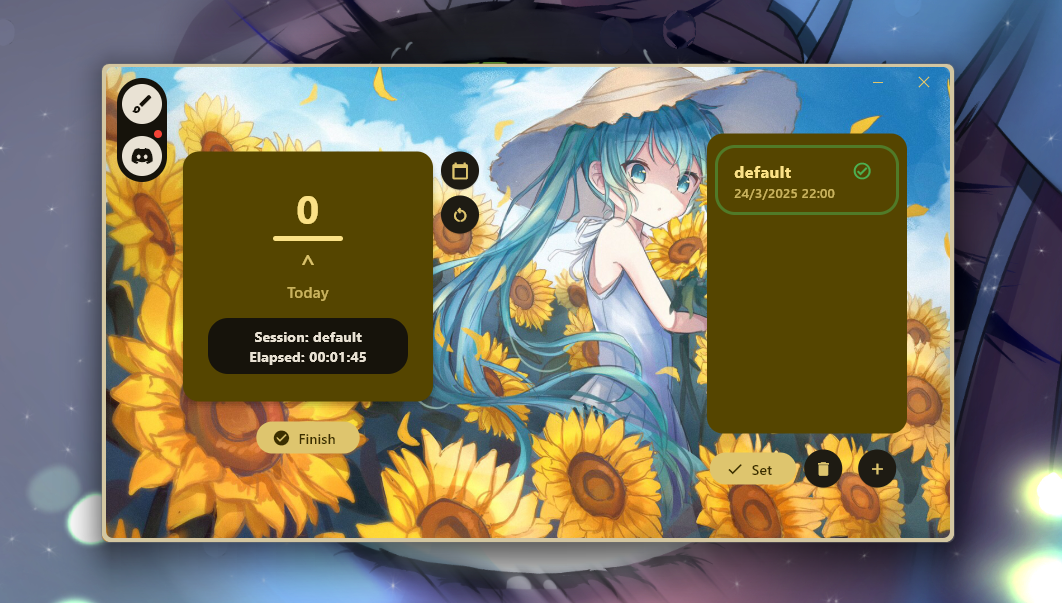 0
^
Today
Session: default
Elapsed: 00:01:45
Finish
default
24/3/2025 22:00
Set